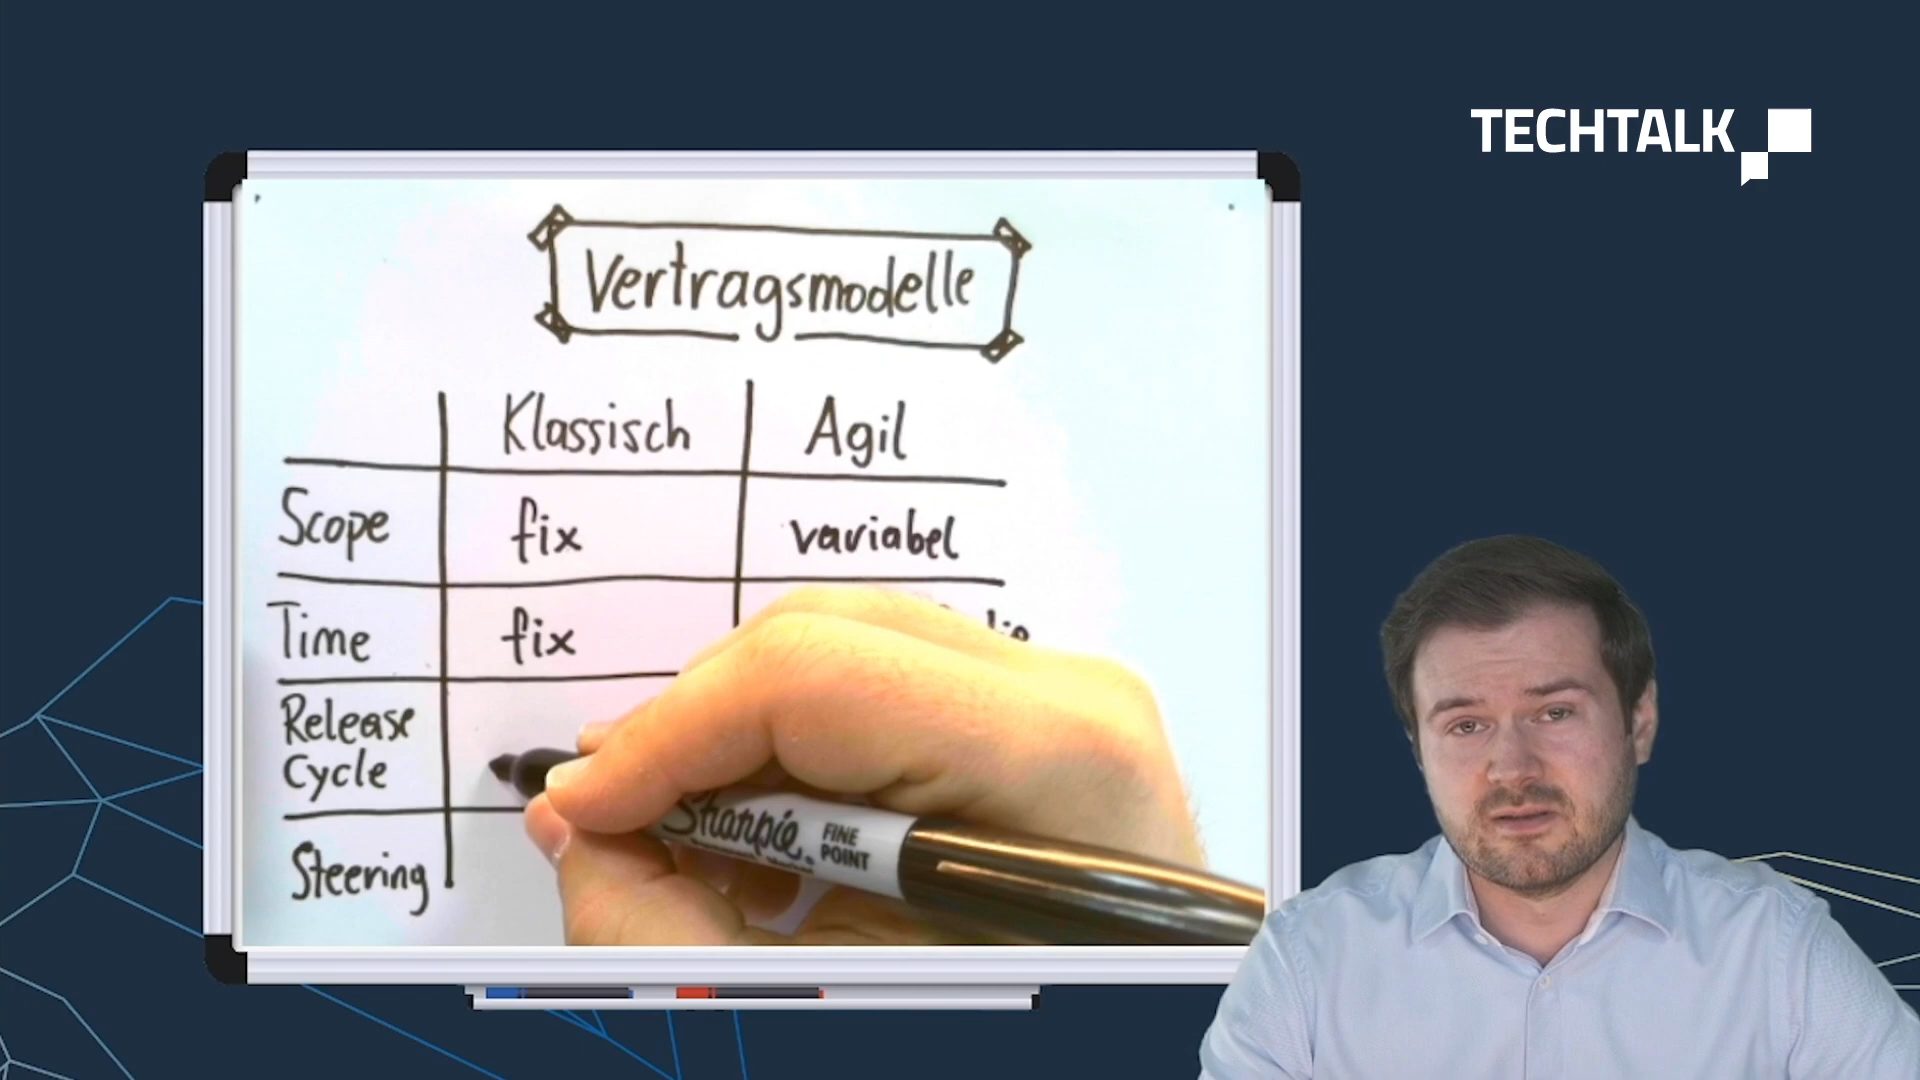 TECHTALK
Vertragsmodelle
Klassisch Agil
Scope fix variabel
Time fix
Release
Cycle
Steering
Sharpie.
FINE
POINT